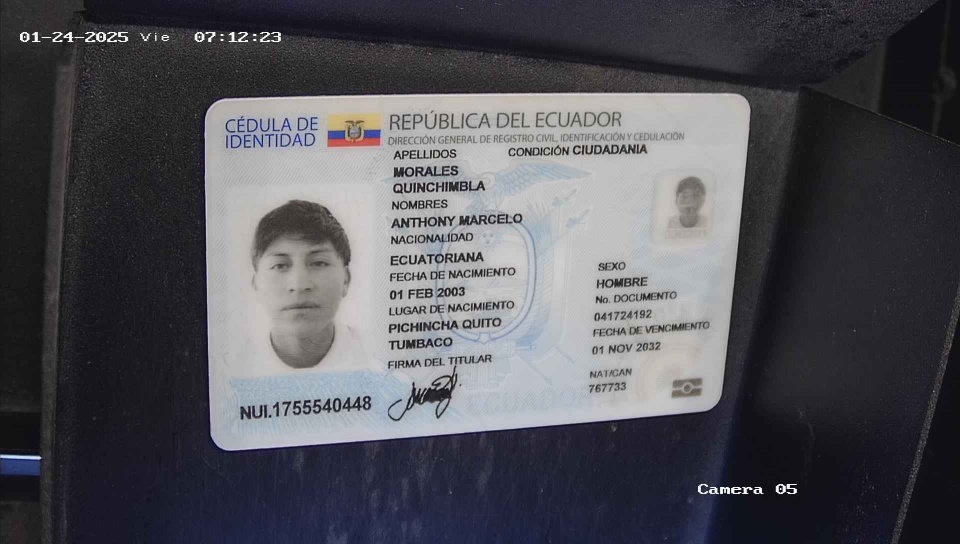 01-24-2025 Vie 07:12:23
CÉDULA DE
IDENTIDAD
REPÚBLICA DEL ECUADOR
DIRECCIÓN GENERAL DE REGISTRO CIVIL, IDENTIFICACIÓN Y CEDULACIÓN
APELLIDOS
CONDICIÓN CIUDADANIA
MORALES
QUINCHIMBLA
NOMBRES
ANTHONY MARCELO
NACIONALIDAD
ECUATORIANA
FECHA DE NACIMIENTO
01 FEB 2003
LUGAR DE NACIMIENTO
PICHINCHA QUITO
TUMBACO
FIRMA DEL TITULAR
SEXO
HOMBRE
No. DOCUMENTO
041724192
FECHA DE VENCIMIENTO
01 NOV 2032
NAT/CAN
767733
NUI.1755540448
ECUADOR
Camera 05